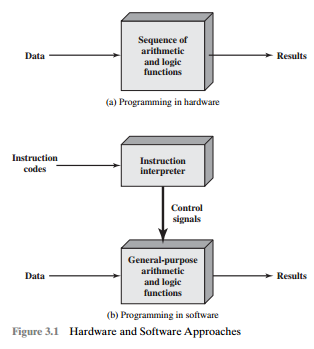 Sequence of
arithmetic
and logic
functions
Data
Results
(a) Programming in hardware
Instruction
codes
Instruction
interpreter
Control
signals
General-purpose
arithmetic
and logic
functions
Data
Results
(b) Programming in software
Figure 3.1 Hardware and Software Approaches